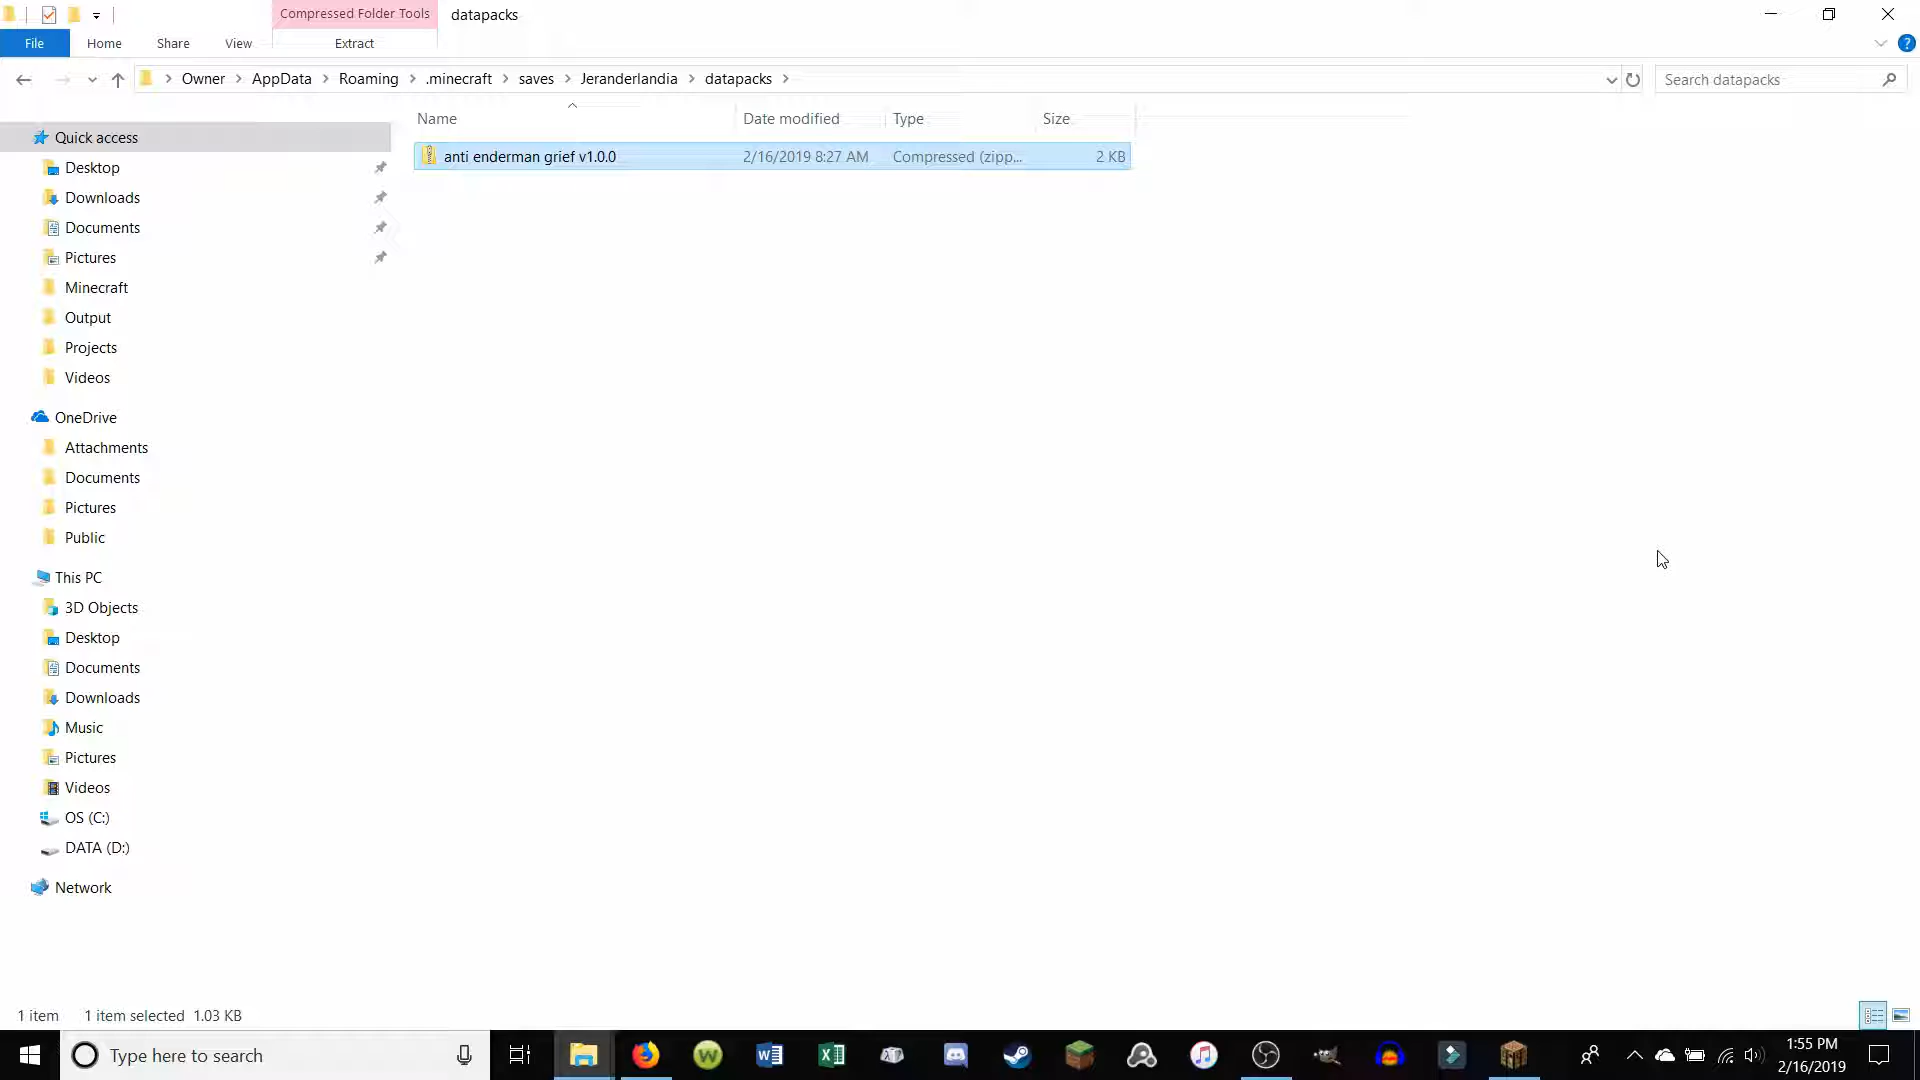 Compressed Folder Tools
datapacks
File
Home
Share
View
Extract
Owner
AppData
Roaming
.minecraft
saves
Jeranderlandia
datapacks
Search datapacks
Name
Date modified
Type
Size
anti enderman grief v1.0.0
2/16/2019 8:27 AM
Compressed (zipp...
2 KB
Quick access
Desktop
Downloads
Documents
Pictures
Minecraft
Output
Projects
Videos
OneDrive
Attachments
Documents
Pictures
Public
This PC
3D Objects
Desktop
Documents
Downloads
Music
Pictures
Videos
OS (C:)
DATA (D:)
Network
1 item
1 item selected 1.03 KB
Type here to search
1:55 PM
2/16/2019